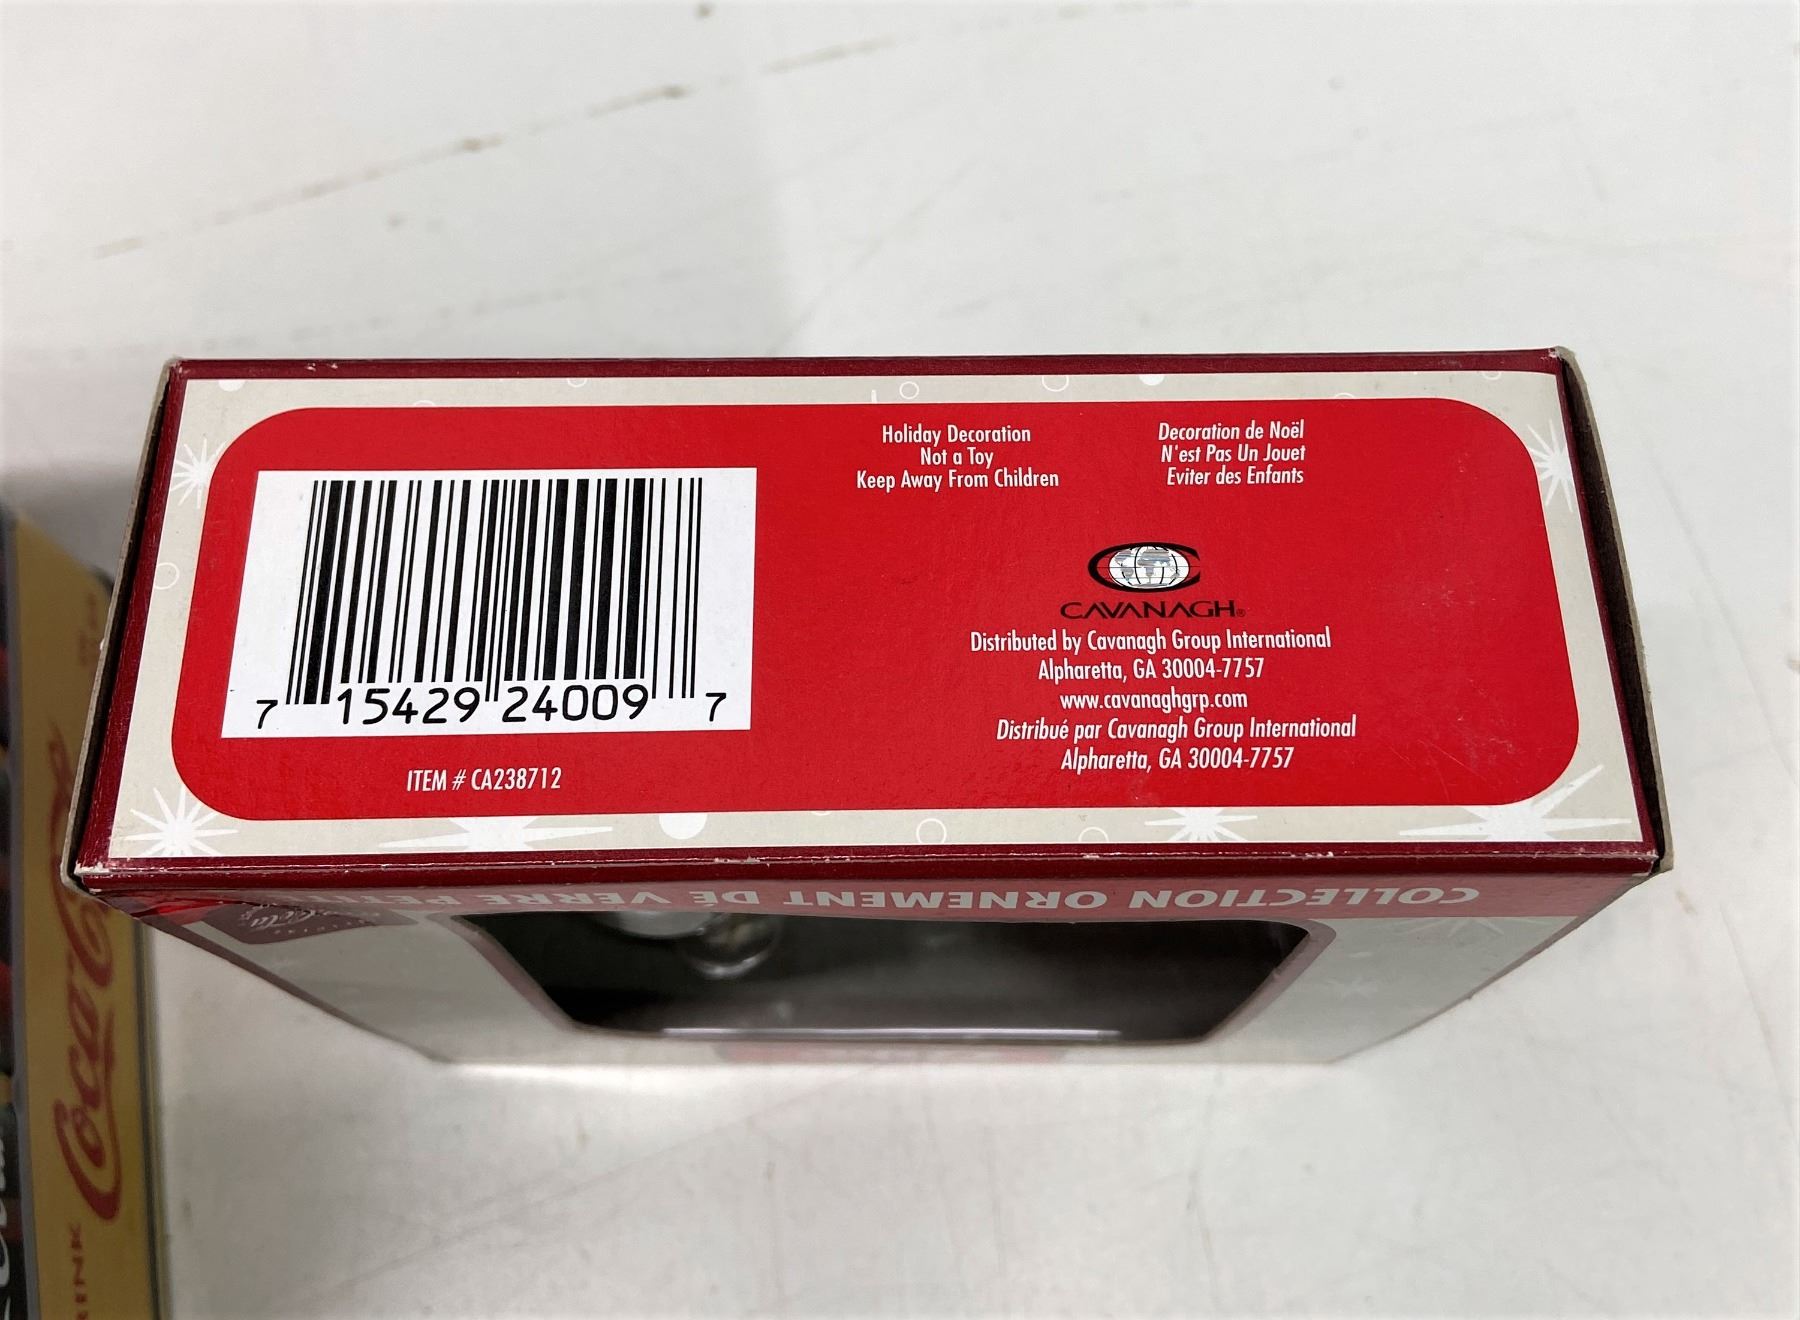 Holiday Decoration
Not a Toy
Keep Away From Children
Decoration de Noël
N'est Pas Un Jouet
Eviter des Enfants
7 15429 24009 7
ITEM # CA238712
CAVANAGH®
Distributed by Cavanagh Group International
Alpharetta, GA 30004-7757
www.cavanaghgrp.com
Distribué par Cavanagh Group International
Alpharetta, GA 30004-7757
COLLECTION ORNEMENT DE VERRE
Coca-Cola